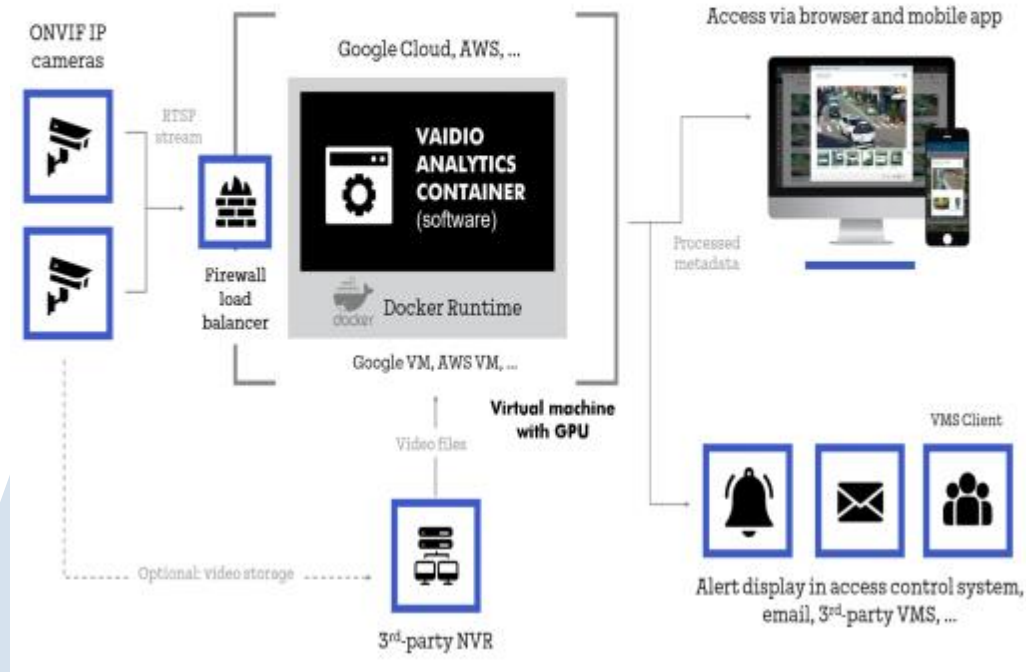 ONVIF IP
cameras
RTSP
stream
Firewall
load
balancer
Google Cloud, AWS, ...
VAIDIO
ANALYTICS
CONTAINER
(software)
docker
Docker Runtime
Google VM, AWS VM, ...
Virtual machine
with GPU
Video files
Optional: video storage
3rd-party NVR
Access via browser and mobile app
Processed
metadata
VMS Client
Alert display in access control system,
email, 3rd-party VMS, ...